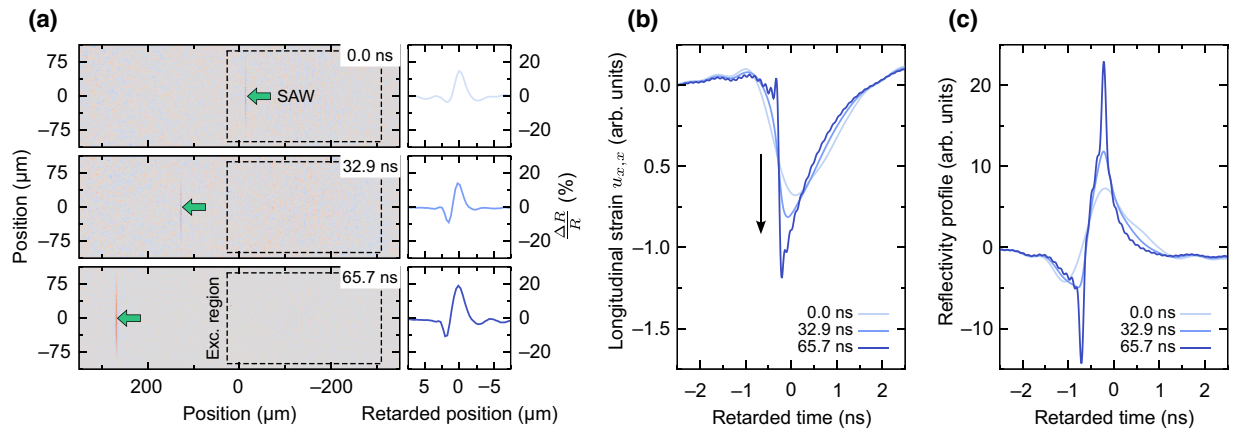 (a)
75
0
−75
0.0 ns
SAW
20
0
−20
75
0
−75
32.9 ns
20
0
−20
75
0
−75
65.7 ns
Exc. region
20
0
−20
Position (µm)
ΔR/R (%)
200
0
−200
5
0
−5
Position (µm)
Retarded position (µm)
(b)
Longitudinal strain u_{x,x} (arb. units)
0.0
0.5
−1.0
−1.5
0.0 ns
32.9 ns
65.7 ns
−2
−1
0
1
2
Retarded time (ns)
(c)
Reflectivity profile (arb. units)
20
10
0
−10
0.0 ns
32.9 ns
65.7 ns
−2
−1
0
1
2
Retarded time (ns)